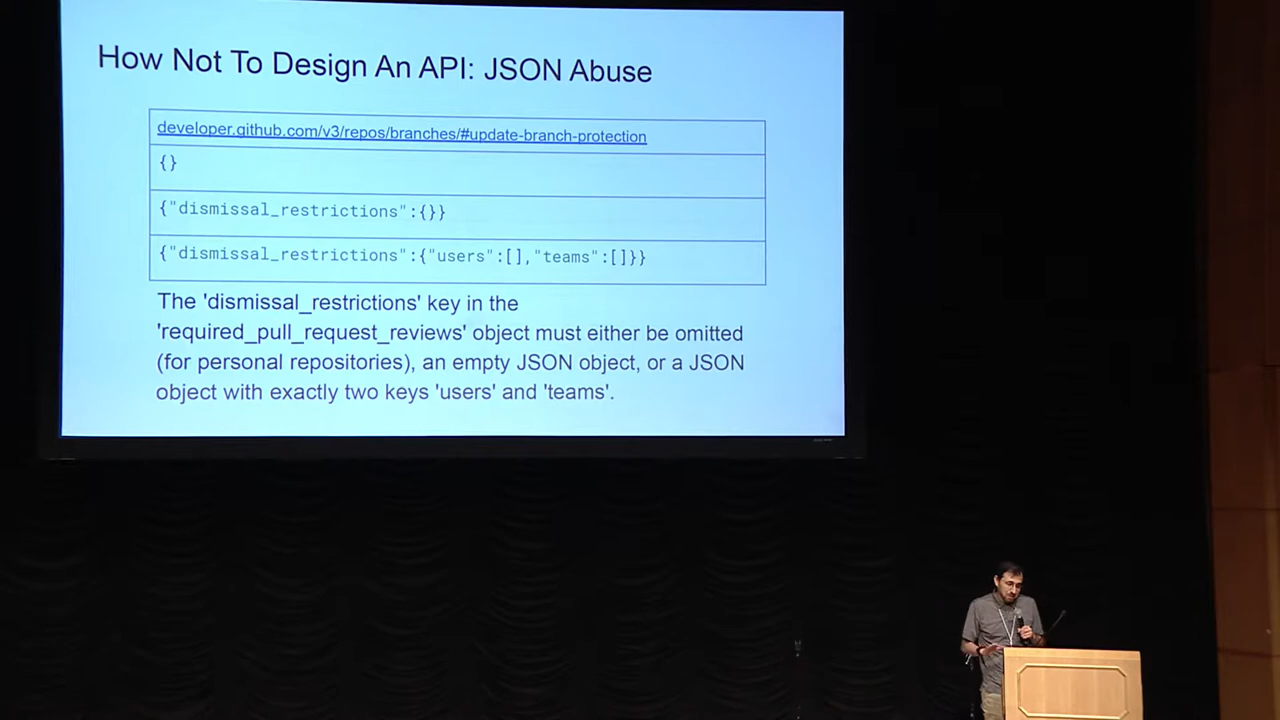 How Not To Design An API: JSON Abuse
developer.github.com/v3/repos/branches/#update-branch-protection
{}
{"dismissal_restrictions":{}}
{"dismissal_restrictions":{"users":[],"teams":[]}}
The 'dismissal_restrictions' key in the
'required_pull_request_reviews' object must either be omitted
(for personal repositories), an empty JSON object, or a JSON
object with exactly two keys 'users' and 'teams'.